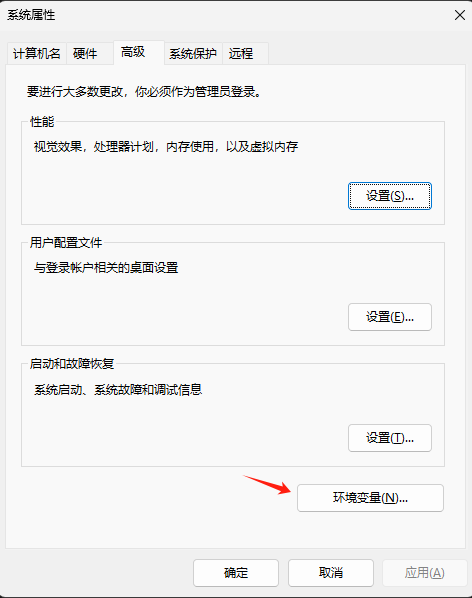 系统属性
计算机名 硬件 高级 系统保护 远程
要进行大多数更改，你必须作为管理员登录。
性能
视觉效果，处理器计划，内存使用，以及虚拟内存
设置(S)...
用户配置文件
与登录帐户相关的桌面设置
设置(E)...
启动和故障恢复
系统启动、系统故障和调试信息
设置(T)...
环境变量(N)...
确定 取消 应用(A)